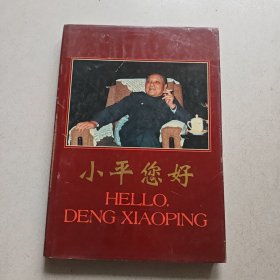 小平您好
HELLO,
DENG XIAOPING